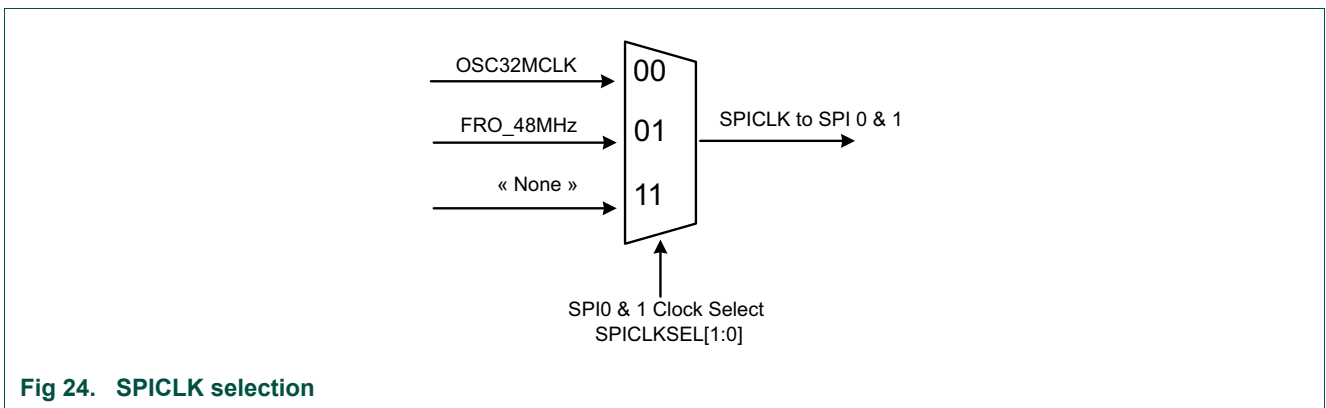 OSC32MCLK
00
FRO_48MHz
01
SPICLK to SPI 0 & 1
« None »
11
SPI0 & 1 Clock Select
SPICLKSEL[1:0]
Fig 24. SPICLK selection